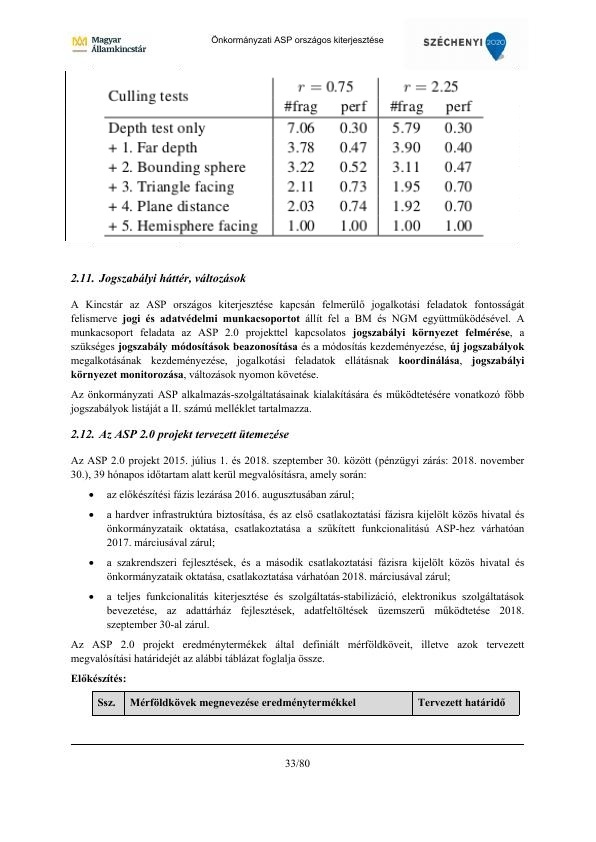 Magyar
Államkincstár
Önkormányzati ASP országos kiterjesztése
SZÉCHENYI 2020
Culling tests r = 0.75 r = 2.25
#frag perf #frag perf
Depth test only 7.06 0.30 5.79 0.30
+ 1. Far depth 3.78 0.47 3.90 0.40
+ 2. Bounding sphere 3.22 0.52 3.11 0.47
+ 3. Triangle facing 2.11 0.73 1.95 0.70
+ 4. Plane distance 2.03 0.74 1.92 0.70
+ 5. Hemisphere facing 1.00 1.00 1.00 1.00
2.11. Jogszabályi háttér, változások
A Kincstár az ASP országos kiterjesztése kapcsán felmerülő jogalkotási feladatok fontosságát
felismerve jogi és adatvédelmi munkacsoportot állít fel a BM és NGM együttműködésével. A
munkacsoport feladata az ASP 2.0 projekttel kapcsolatos jogszabályi környezet felmérése, a
szükséges jogszabály módosítások beazonosítása és a módosítás kezdeményezése, új jogszabályok
megalkotásának kezdeményezése, jogalkotási feladatok ellátásnak koordinálása, jogszabályi
környezet monitorozása, változások nyomon követése.
Az önkormányzati ASP alkalmazás-szolgáltatásainak kialakítására és működtetésére vonatkozó főbb
jogszabályok listáját a II. számú melléklet tartalmazza.
2.12. Az ASP 2.0 projekt tervezett ütemezése
Az ASP 2.0 projekt 2015. július 1. és 2018. szeptember 30. között (pénzügyi zárás: 2018. november
30.), 39 hónapos időtartam alatt kerül megvalósításra, amely során:
• az előkészítési fázis lezárása 2016. augusztusában zárul;
• a hardver infrastruktúra biztosítása, és az első csatlakoztatási fázisra kijelölt közös hivatal és
önkormányzataik oktatása, csatlakoztatása a szűkített funkcionalitású ASP-hez várhatóan
2017. márciusával zárul;
• a szakrendszeri fejlesztések, és a második csatlakoztatási fázisra kijelölt közös hivatal és
önkormányzataik oktatása, csatlakoztatása várhatóan 2018. márciusával zárul;
• a teljes funkcionalitás kiterjesztése és szolgáltatás-stabilizáció, elektronikus szolgáltatások
bevezetése, az adattárház fejlesztések, adatfeltöltések üzemszerű működtetése 2018.
szeptember 30-al zárul.
Az ASP 2.0 projekt eredménytermékek által definiált mérföldköveit, illetve azok tervezett
megvalósítási határidejét az alábbi táblázat foglalja össze.
Előkészítés:
Ssz. Mérföldkövek megnevezése eredménytermékkel Tervezett határidő
33/80